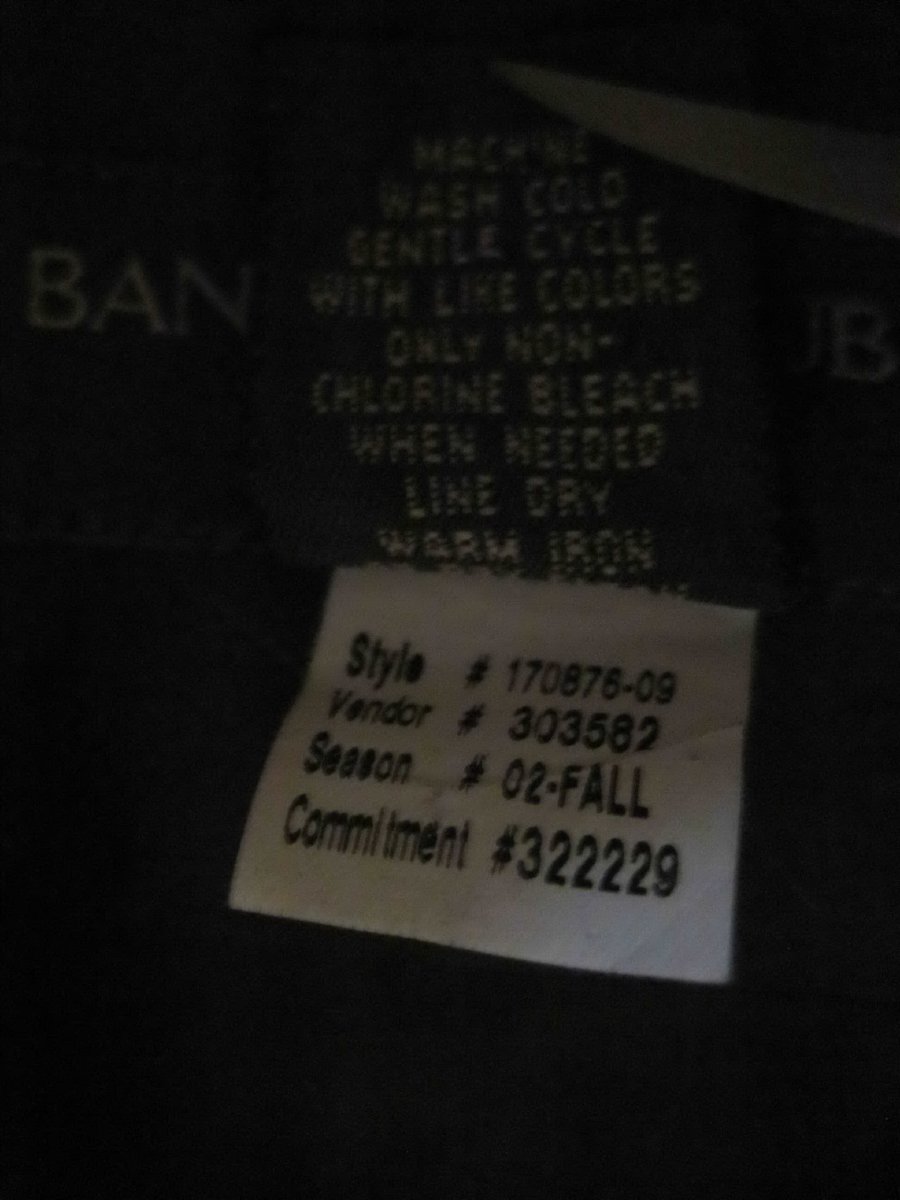 MACHINE
WASH COLD
GENTLE CYCLE
BAN
WITH LIKE COLORS
UB
ONLY NON-
CHLORINE BLEACH
WHEN NEEDED
LINE DRY
WARM IRON
Style # 170876-09
Vendor # 303582
Season # 02-FALL
Commitment #322229